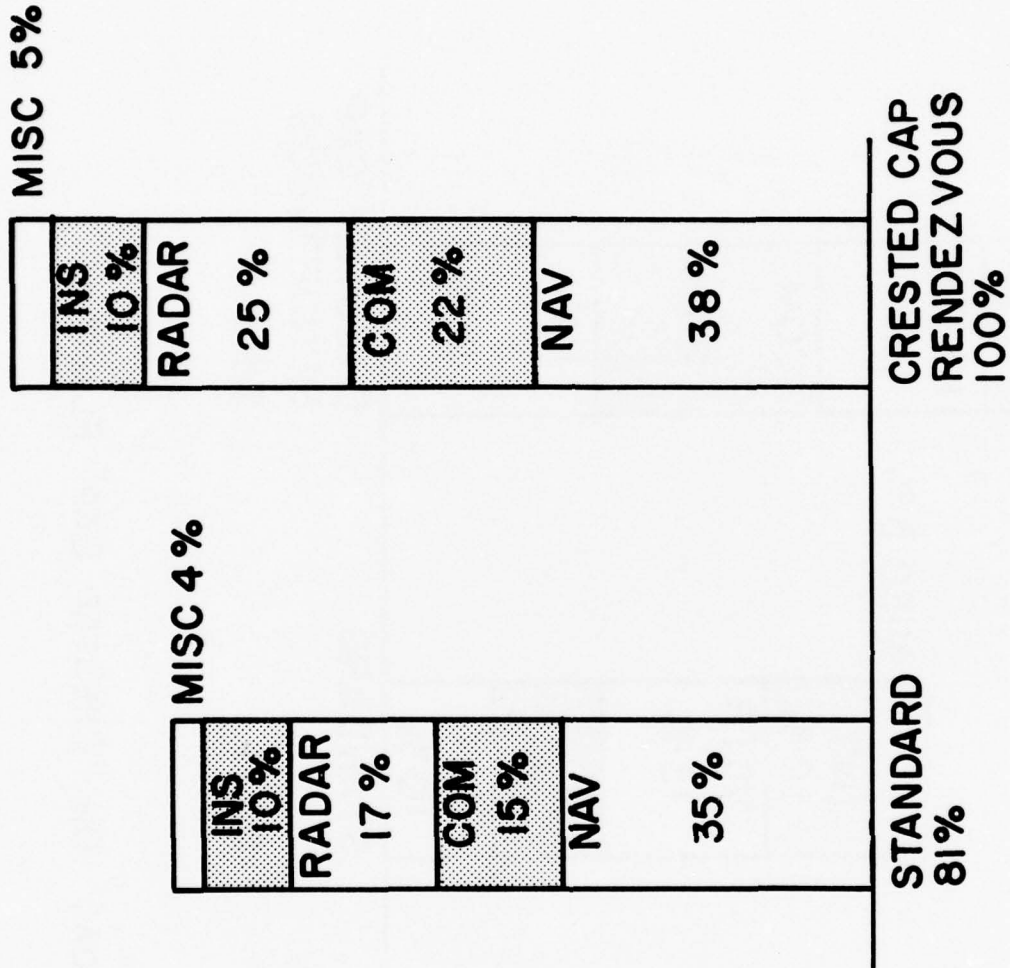 MISC 4%
INS
10%
RADAR
17%
COM
15%
NAV
35%
STANDARD
81%
MISC 5%
INS
10%
RADAR
25%
COM
22%
NAV
38%
CRESTED CAP
RENDEZVOUS
100%